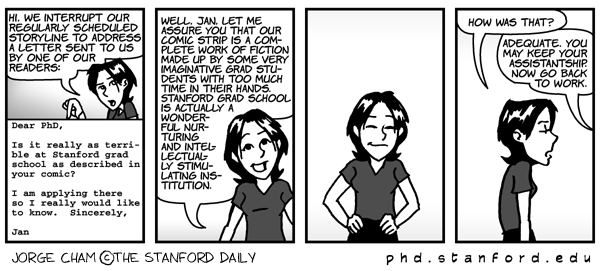 HI. WE INTERRUPT OUR
REGULARLY SCHEDULED
STORYLINE TO ADDRESS
A LETTER SENT TO US
BY ONE OF OUR
READERS:
Dear PhD,
Is it really as terri-
ble at Stanford grad
school as described in
your comic?
I am applying there
so I really would like
to know. Sincerely,
Jan
WELL, JAN, LET ME
ASSURE YOU THAT OUR
COMIC STRIP IS A COM-
PLETE WORK OF FICTION
MADE UP BY SOME VERY
IMAGINATIVE GRAD STU-
DENTS WITH TOO MUCH
TIME IN THEIR HANDS.
STANFORD GRAD SCHOOL
IS ACTUALLY A
WONDER-
FUL NUR-
TURING
AND INTEL-
LECTUAL-
LY STIMU-
LATING INS-
TITUTION.
HOW WAS THAT?
ADEQUATE. YOU
MAY KEEP YOUR
ASSISTANTSHIP.
NOW GO BACK
TO WORK.
JORGE CHAM ©THE STANFORD DAILY
phd.stanford.edu